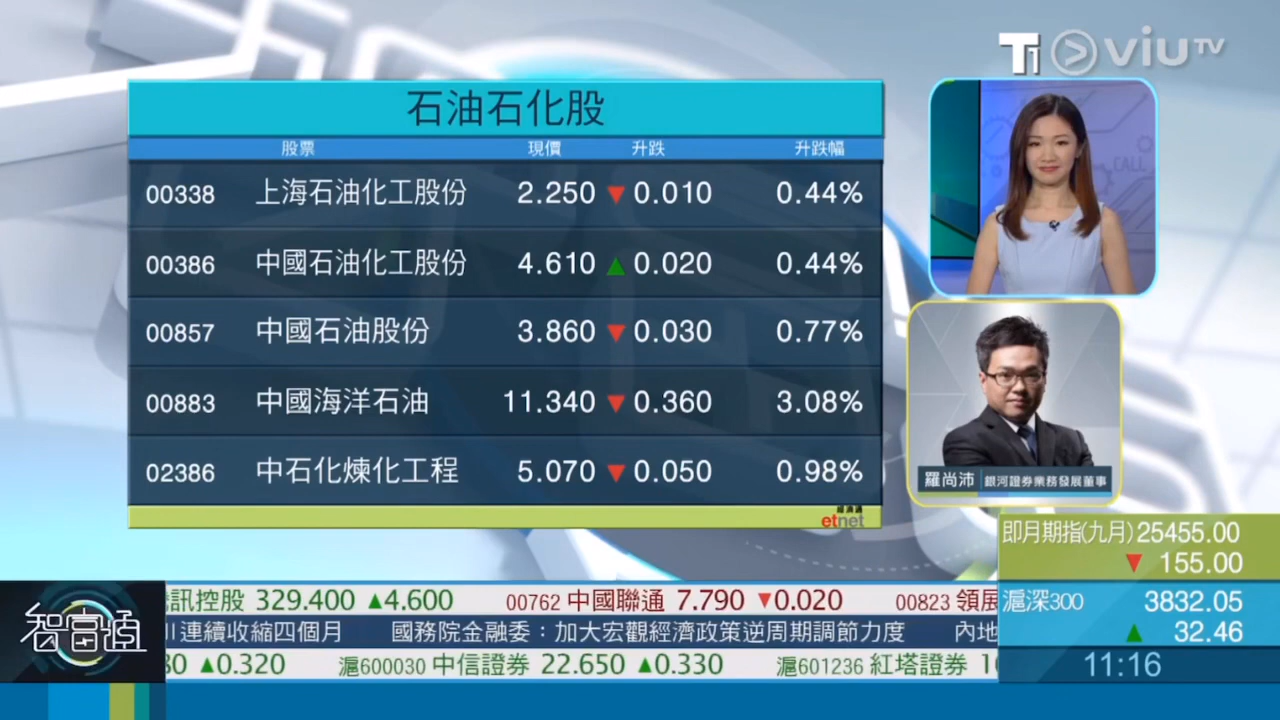 T1 viuTV
石油石化股
股票 現價 升跌 升跌幅
00338 上海石油化工股份 2.250 ▼ 0.010 0.44%
00386 中國石油化工股份 4.610 ▲ 0.020 0.44%
00857 中國石油股份 3.860 ▼ 0.030 0.77%
00883 中國海洋石油 11.340 ▼ 0.360 3.08%
02386 中石化煉化工程 5.070 ▼ 0.050 0.98%
經濟通
etnet
CALL
羅尚沛 銀河證券業務發展董事
即月期指(九月) 25455.00
▼ 155.00
滬深300 3832.05
▲ 32.46
11:16
智富通
訊控股 329.400 ▲4.600 00762 中國聯通 7.790 ▼0.020 00823 領展
連續收縮四個月 國務院金融委：加大宏觀經濟政策逆周期調節力度 內地
80 ▲0.320 滬600030 中信證券 22.650 ▲0.330 滬601236 紅塔證券